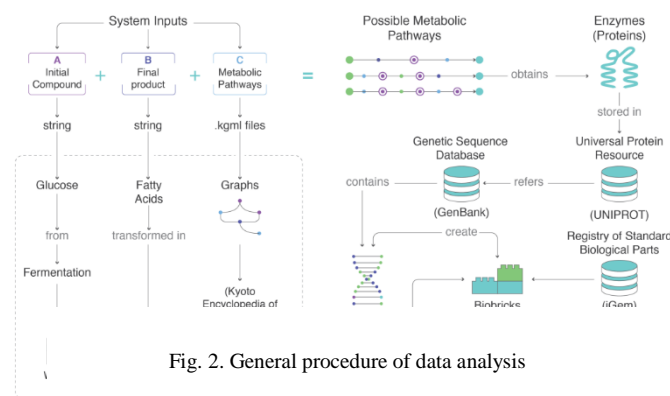 System Inputs
A
Initial
Compound
+
B
Final
product
+
C
Metabolic
Pathways
=
string
string
.kgml files
Glucose
Fatty
Acids
Graphs
from
transformed in
Fermentation
(Kyoto
Encyclopedia of
Possible Metabolic
Pathways
obtains
Enzymes
(Proteins)
stored in
Genetic Sequence
Database
Universal Protein
Resource
contains
refers
(GenBank)
(UNIPROT)
create
Registry of Standard
Biological Parts
Biobricks
(iGem)
Fig. 2. General procedure of data analysis